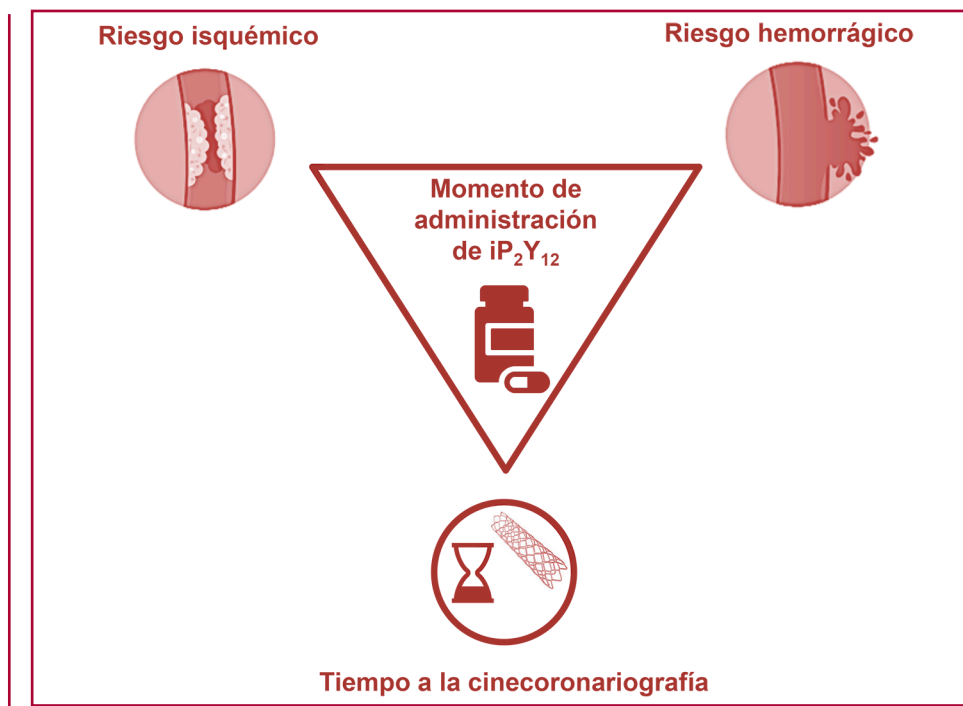 Riesgo isquémico
Riesgo hemorrágico
Momento de
administración
de iP₂Y₁₂
Tiempo a la cinecoronariografía